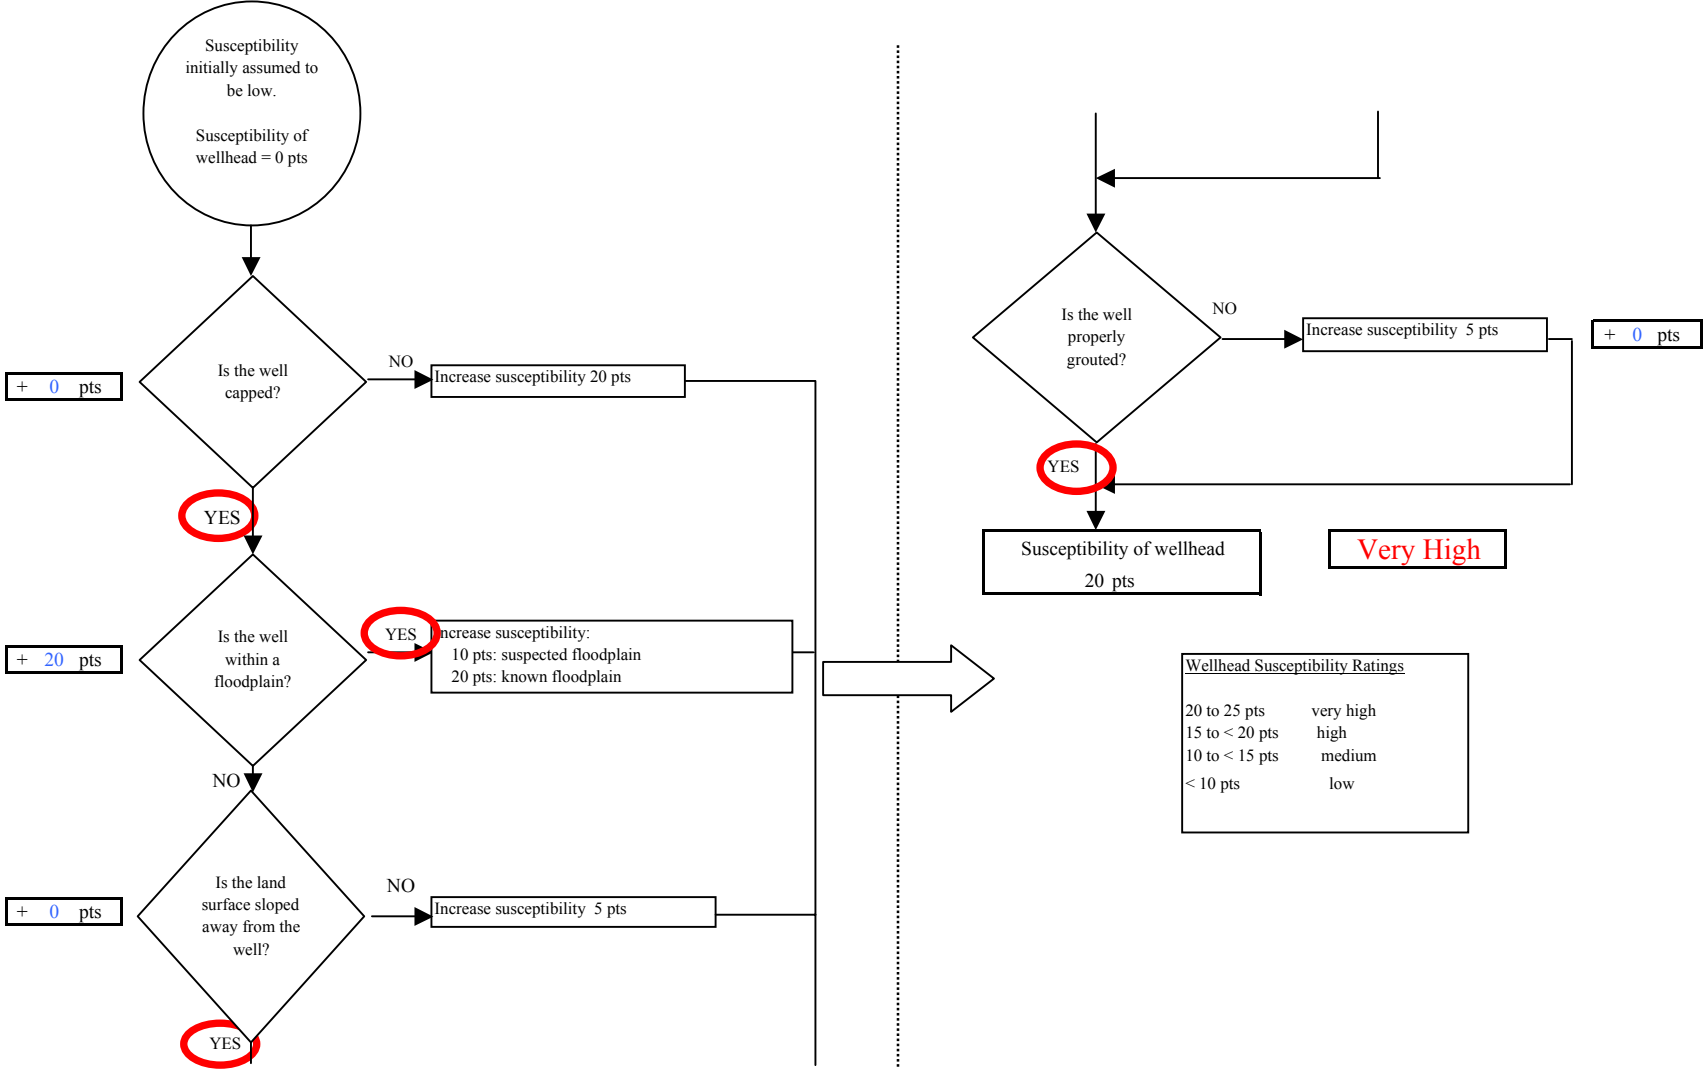 Susceptibility
initially assumed to
be low.
Susceptibility of
wellhead = 0 pts
Is the well
capped?
NO
Increase susceptibility 20 pts
+ 0 pts
YES
Is the well
within a
floodplain?
YES
ncrease susceptibility:
10 pts: suspected floodplain
20 pts: known floodplain
+ 20 pts
NO
Is the land
surface sloped
away from the
well?
NO
Increase susceptibility 5 pts
+ 0 pts
YES
Is the well
properly
grouted?
NO
Increase susceptibility 5 pts
+ 0 pts
YES
Susceptibility of wellhead
20 pts
Very High
Wellhead Susceptibility Ratings
20 to 25 pts very high
15 to < 20 pts high
10 to < 15 pts medium
< 10 pts low